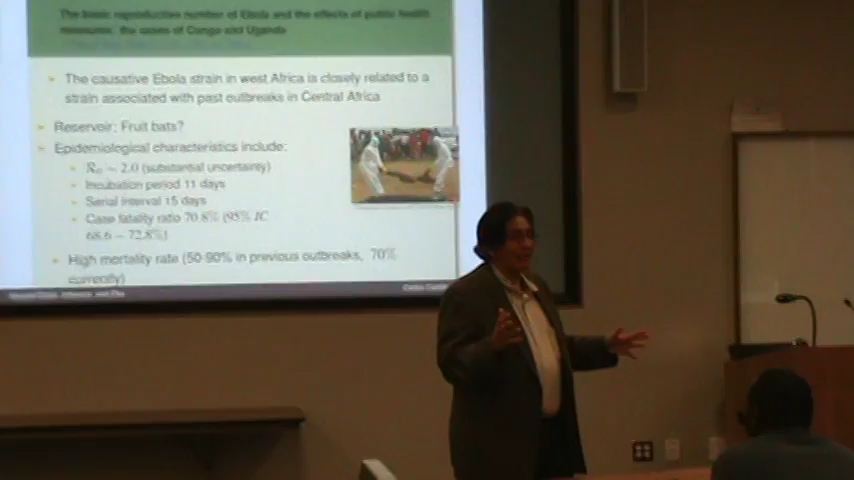 The basic reproductive number of Ebola and the effects of public health
measures: the cases of Congo and Uganda
The causative Ebola strain in west Africa is closely related to a
strain associated with past outbreaks in Central Africa
Reservoir: Fruit bats?
Epidemiological characteristics include:
R₀ ~ 2.0 (substantial uncertainty)
Incubation period 11 days
Serial interval 15 days
Case fatality ratio 70.8% (95% IC
68.6 – 72.8%)
High mortality rate (50-90% in previous outbreaks, 70%
currently)